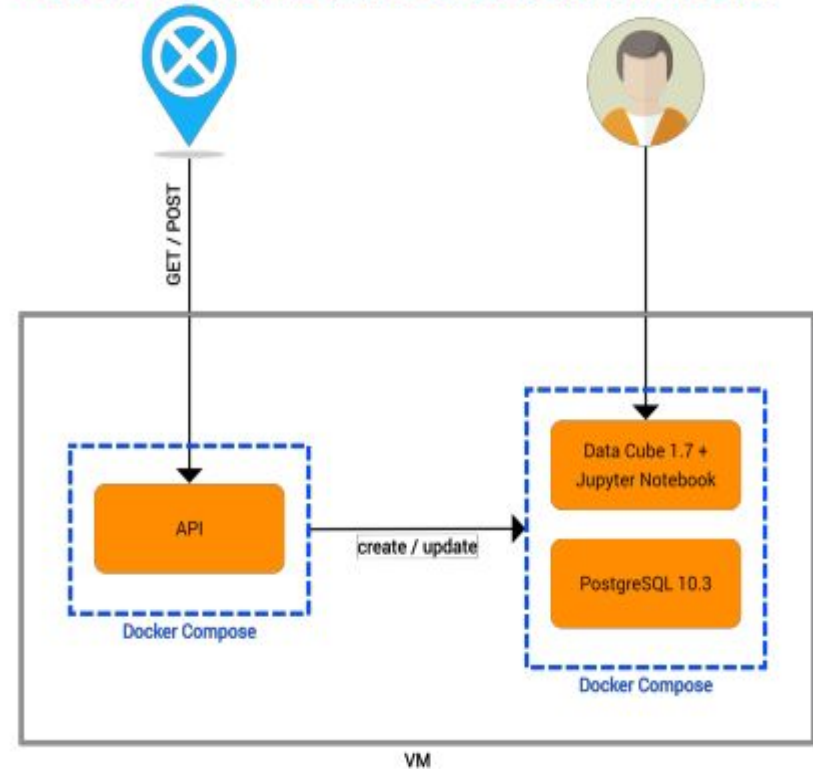 GET / POST
API
create / update
Docker Compose
Data Cube 1.7 +
Jupyter Notebook
PostgreSQL 10.3
Docker Compose
VM